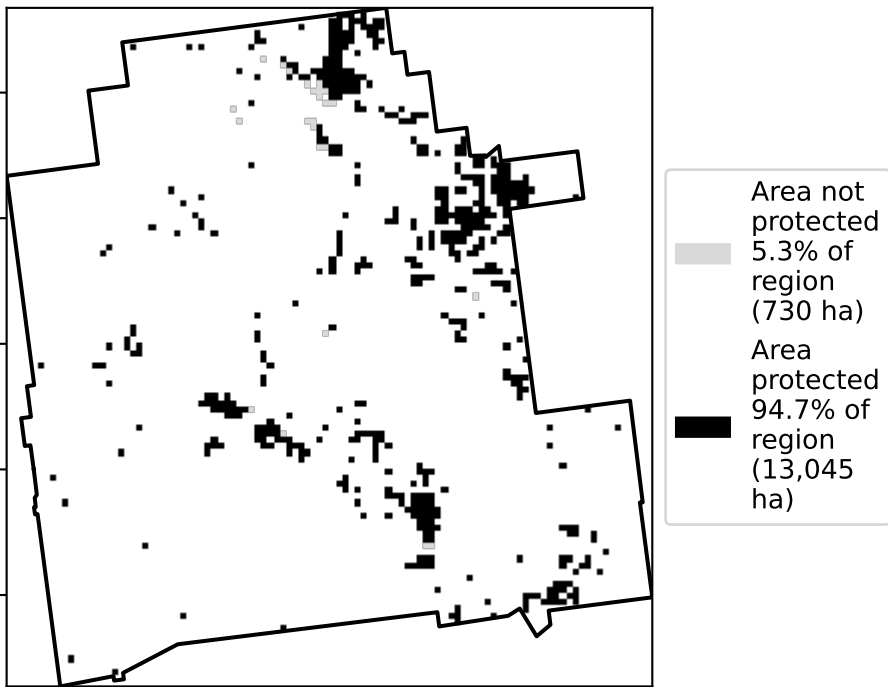 Area not
protected
5.3% of
region
(730 ha)
Area
protected
94.7% of
region
(13,045
ha)